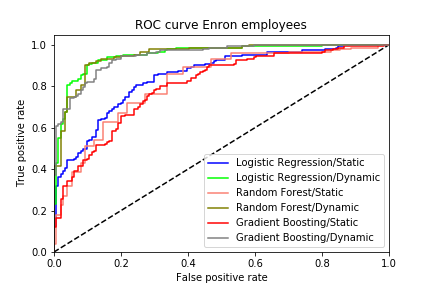 ROC curve Enron employees
1.0
0.8
0.6
0.4
0.2
0.0
True positive rate
Logistic Regression/Static
Logistic Regression/Dynamic
Random Forest/Static
Random Forest/Dynamic
Gradient Boosting/Static
Gradient Boosting/Dynamic
0.0 0.2 0.4 0.6 0.8 1.0
False positive rate